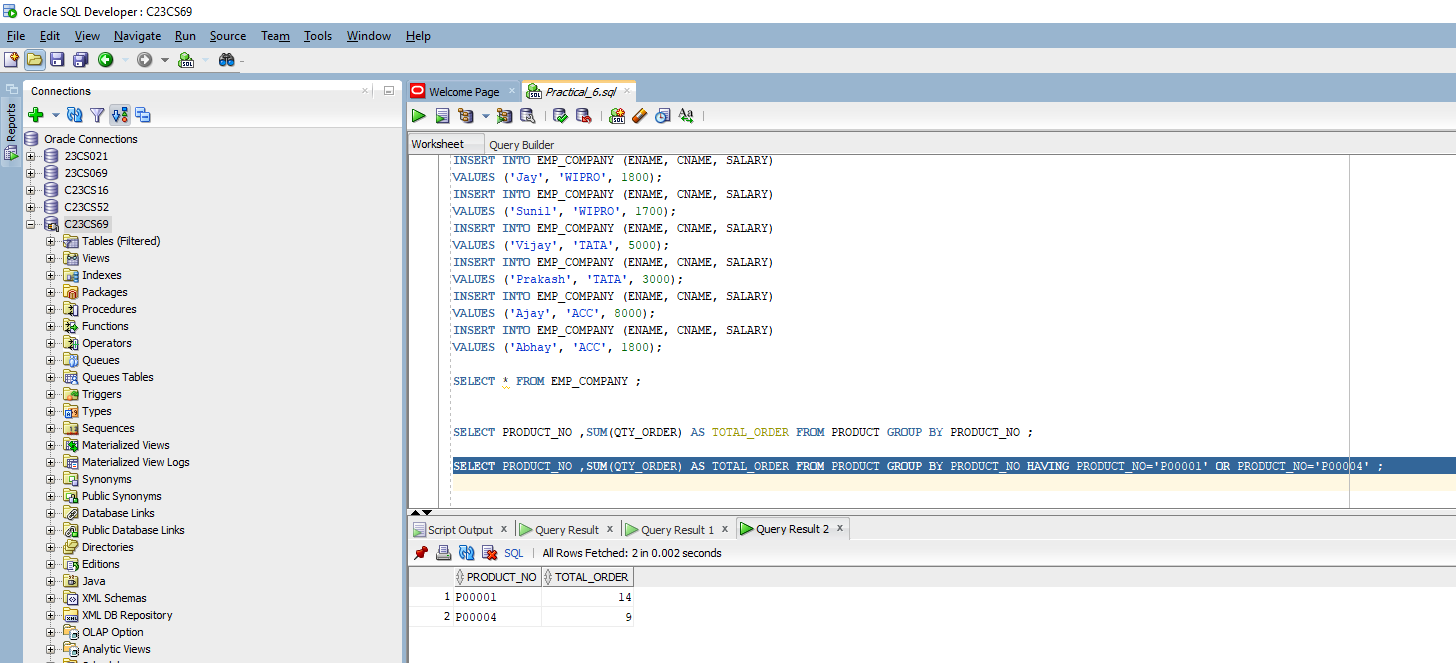 Oracle SQL Developer : C23CS69
File Edit View Navigate Run Source Team Tools Window Help
Reports
Connections
Oracle Connections
23CS021
23CS069
C23CS16
C23CS52
C23CS69
Tables (Filtered)
Views
Indexes
Packages
Procedures
Functions
Operators
Queues
Queues Tables
Triggers
Types
Sequences
Materialized Views
Materialized View Logs
Synonyms
Public Synonyms
Database Links
Public Database Links
Directories
Editions
Java
XML Schemas
XML DB Repository
OLAP Option
Analytic Views
Welcome Page Practical_6.sql
Worksheet Query Builder
INSERT INTO EMP_COMPANY (ENAME, CNAME, SALARY)
VALUES ('Jay', 'WIPRO', 1800);
INSERT INTO EMP_COMPANY (ENAME, CNAME, SALARY)
VALUES ('Sunil', 'WIPRO', 1700);
INSERT INTO EMP_COMPANY (ENAME, CNAME, SALARY)
VALUES ('Vijay', 'TATA', 5000);
INSERT INTO EMP_COMPANY (ENAME, CNAME, SALARY)
VALUES ('Prakash', 'TATA', 3000);
INSERT INTO EMP_COMPANY (ENAME, CNAME, SALARY)
VALUES ('Ajay', 'ACC', 8000);
INSERT INTO EMP_COMPANY (ENAME, CNAME, SALARY)
VALUES ('Abhay', 'ACC', 1800);
SELECT * FROM EMP_COMPANY ;
SELECT PRODUCT_NO ,SUM(QTY_ORDER) AS TOTAL_ORDER FROM PRODUCT GROUP BY PRODUCT_NO ;
SELECT PRODUCT_NO ,SUM(QTY_ORDER) AS TOTAL_ORDER FROM PRODUCT GROUP BY PRODUCT_NO HAVING PRODUCT_NO='P00001' OR PRODUCT_NO='P00004' ;
Script Output Query Result Query Result 1 Query Result 2
SQL All Rows Fetched: 2 in 0.002 seconds
PRODUCT_NO TOTAL_ORDER
1 P00001 14
2 P00004 9